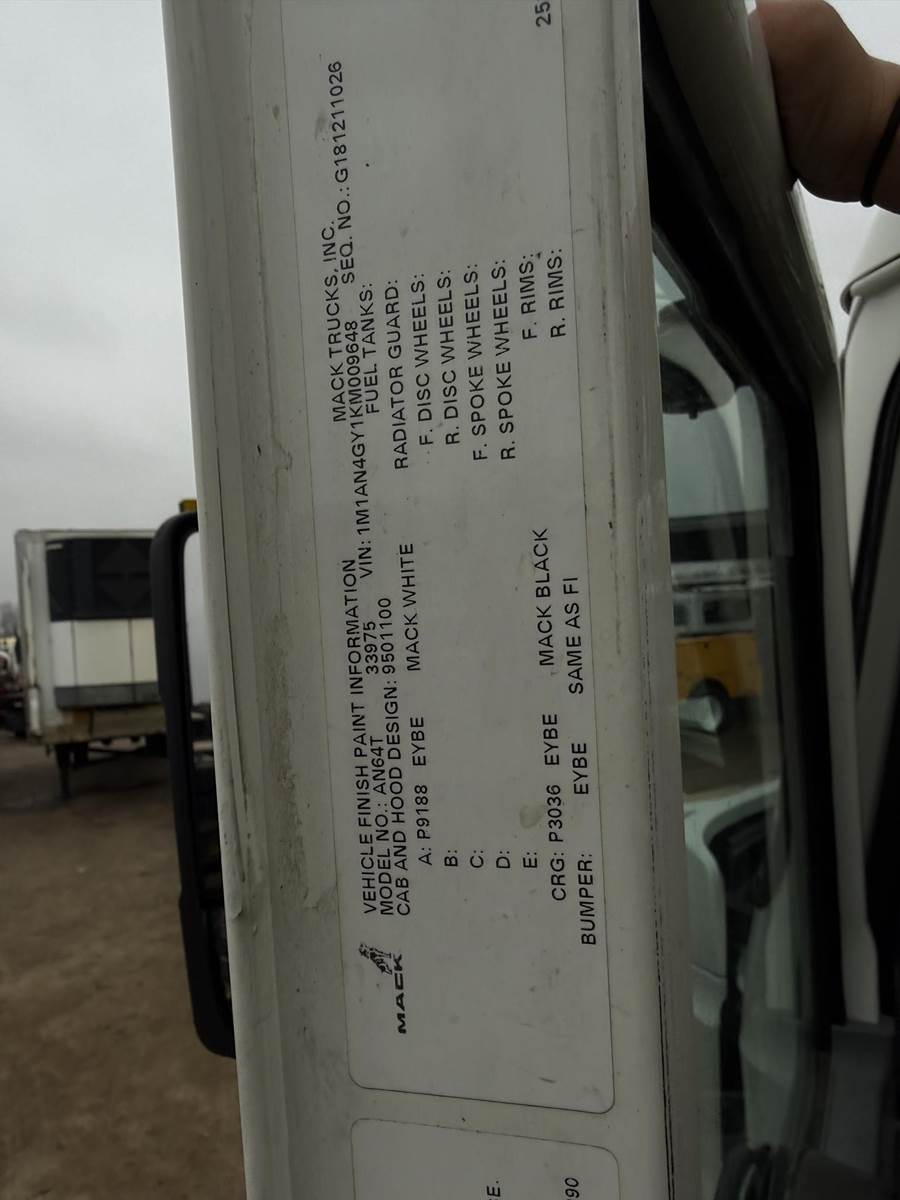 MACK
VEHICLE FINISH PAINT INFORMATION MACK TRUCKS, INC.
MODEL NO.: AN64T 33975 VIN: 1M1AN4GY1KM009648 SEQ. NO.: G181211026
CAB AND HOOD DESIGN: 9501100 FUEL TANKS:
A: P9188 EYBE MACK WHITE RADIATOR GUARD:
B: F. DISC WHEELS:
C: R. DISC WHEELS:
D: F. SPOKE WHEELS:
E: R. SPOKE WHEELS:
CRG: P3036 EYBE MACK BLACK F. RIMS:
BUMPER: EYBE SAME AS FI R. RIMS:
25
E.
90